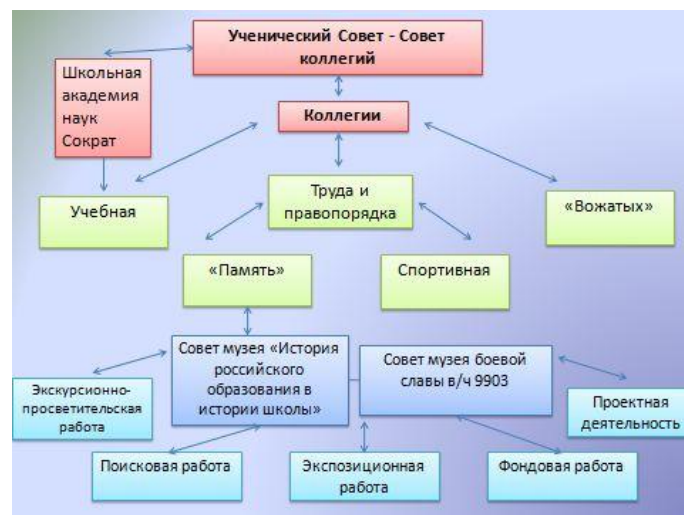 Ученический Совет - Совет
коллегий
Школьная
академия
наук
Сократ
Коллегии
Учебная
Труда и
правопорядка
«Вожатых»
«Память»
Спортивная
Совет музея «История
российского
образования в
истории школы»
Совет музея боевой
славы в/ч 9903
Экскурсионно-
просветительская
работа
Проектная
деятельность
Поисковая работа
Экспозиционная
работа
Фондовая работа